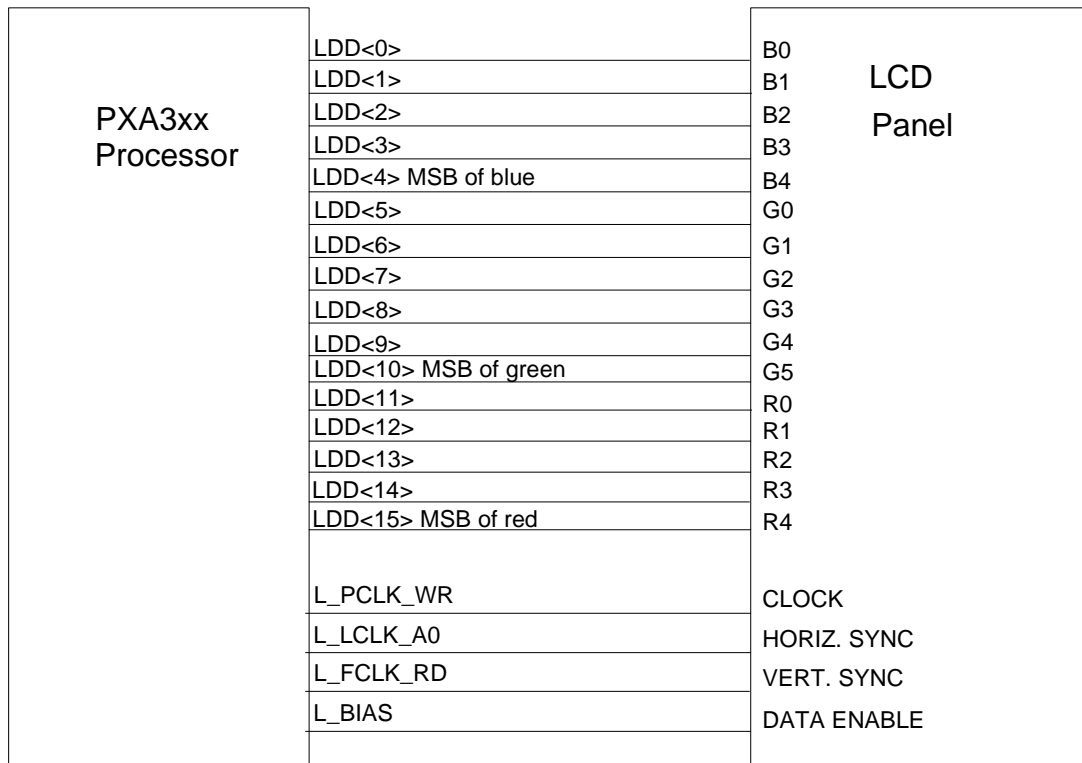 PXA3xx
Processor
LCD
Panel
LDD<0> B0
LDD<1> B1
LDD<2> B2
LDD<3> B3
LDD<4> MSB of blue B4
LDD<5> G0
LDD<6> G1
LDD<7> G2
LDD<8> G3
LDD<9> G4
LDD<10> MSB of green G5
LDD<11> R0
LDD<12> R1
LDD<13> R2
LDD<14> R3
LDD<15> MSB of red R4
L_PCLK_WR CLOCK
L_LCLK_A0 HORIZ. SYNC
L_FCLK_RD VERT. SYNC
L_BIAS DATA ENABLE